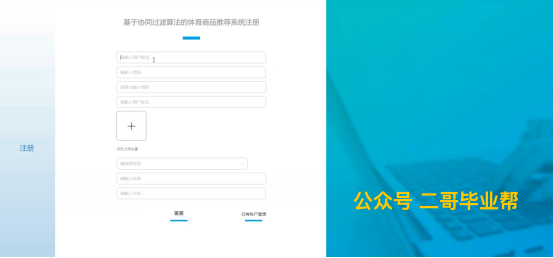 基于协同过滤算法的体育商品推荐系统注册
请输入用户账号
请输入密码
请再次输入密码
请输入用户姓名
+
点击上传头像
请选择性别
请输入年龄
请输入手机
注册
已有账户登录
注册
公众号 二哥毕业帮